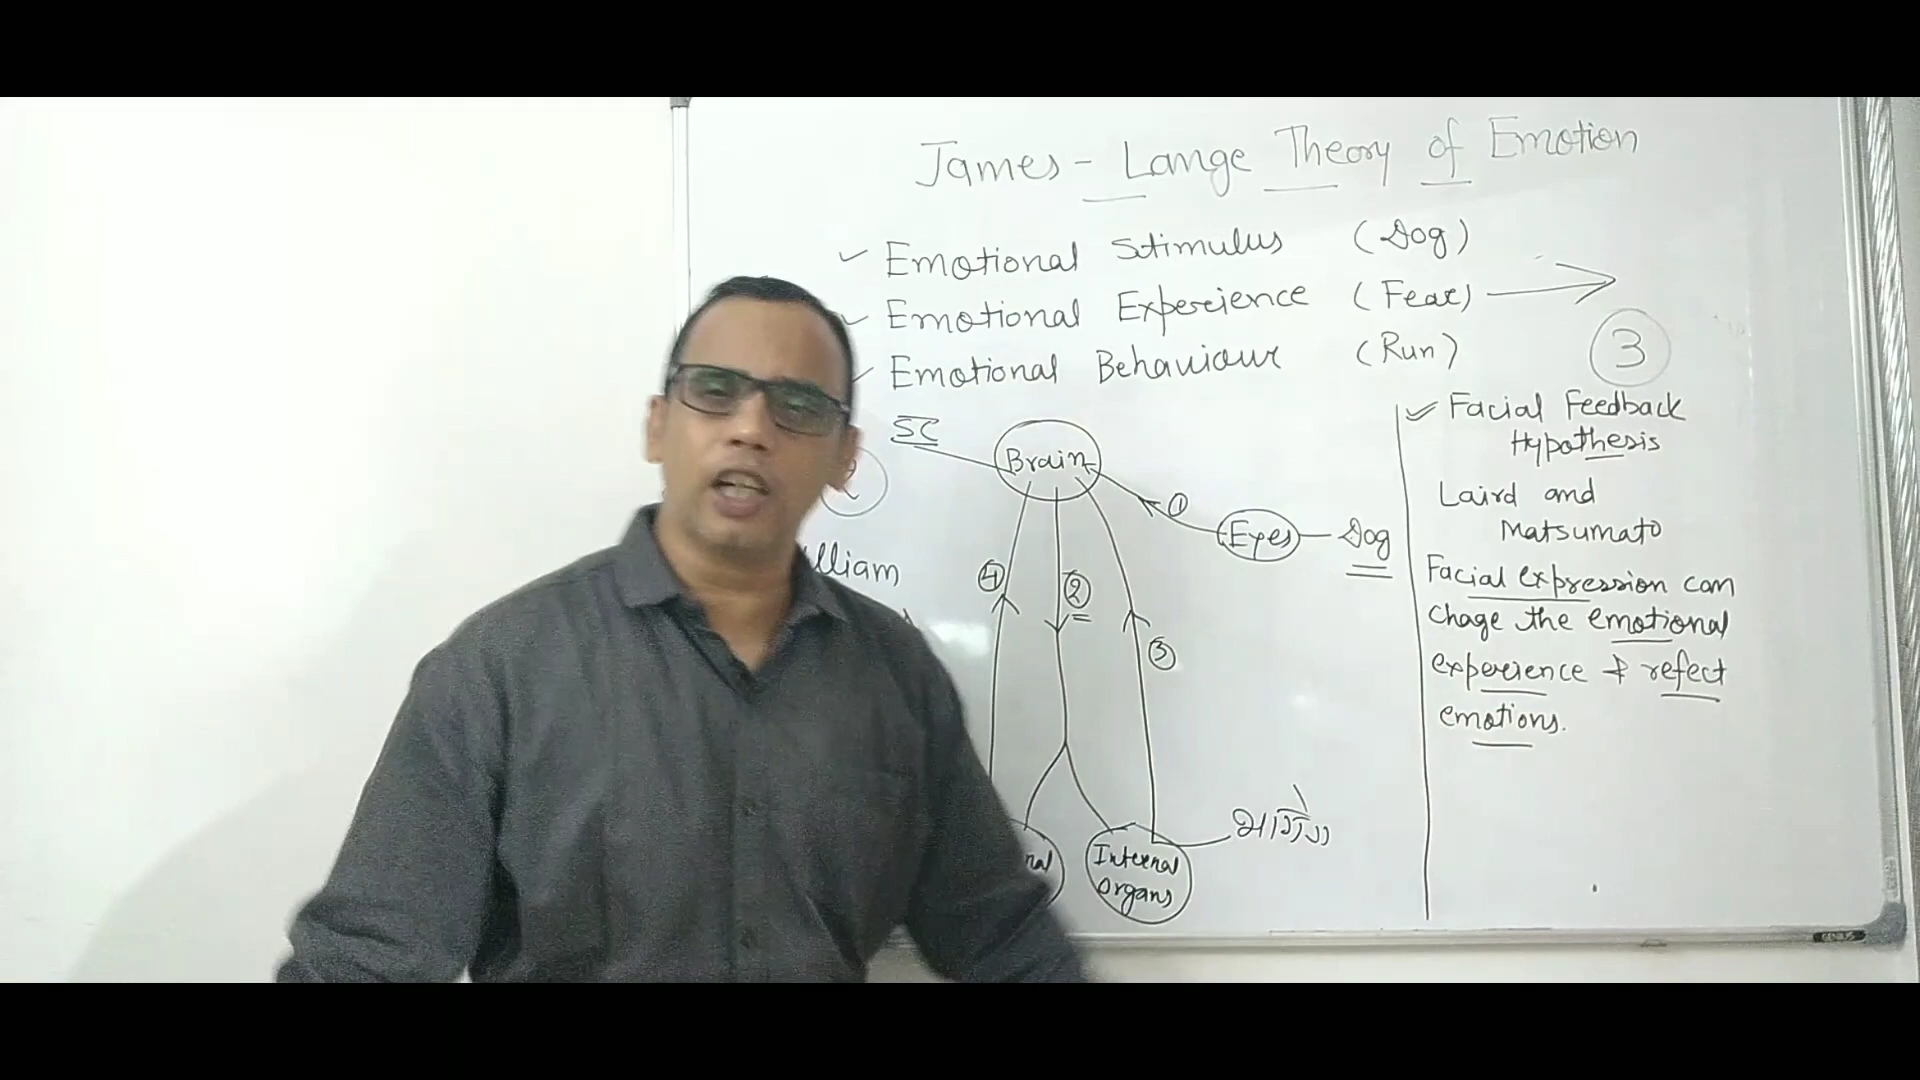 James - Lange Theory of Emotion
Emotional Stimulus (Dog)
Emotional Experience (Fear)
Emotional Behaviour (Run)
3
SC
Brain
1
Eyes
Dog
4
2
3
lliam
nal
Internal
Organs
Facial Feedback
Hypothesis
Laird and
Matsumato
Facial expression can
chage the emotional
experience & refect
emotions.